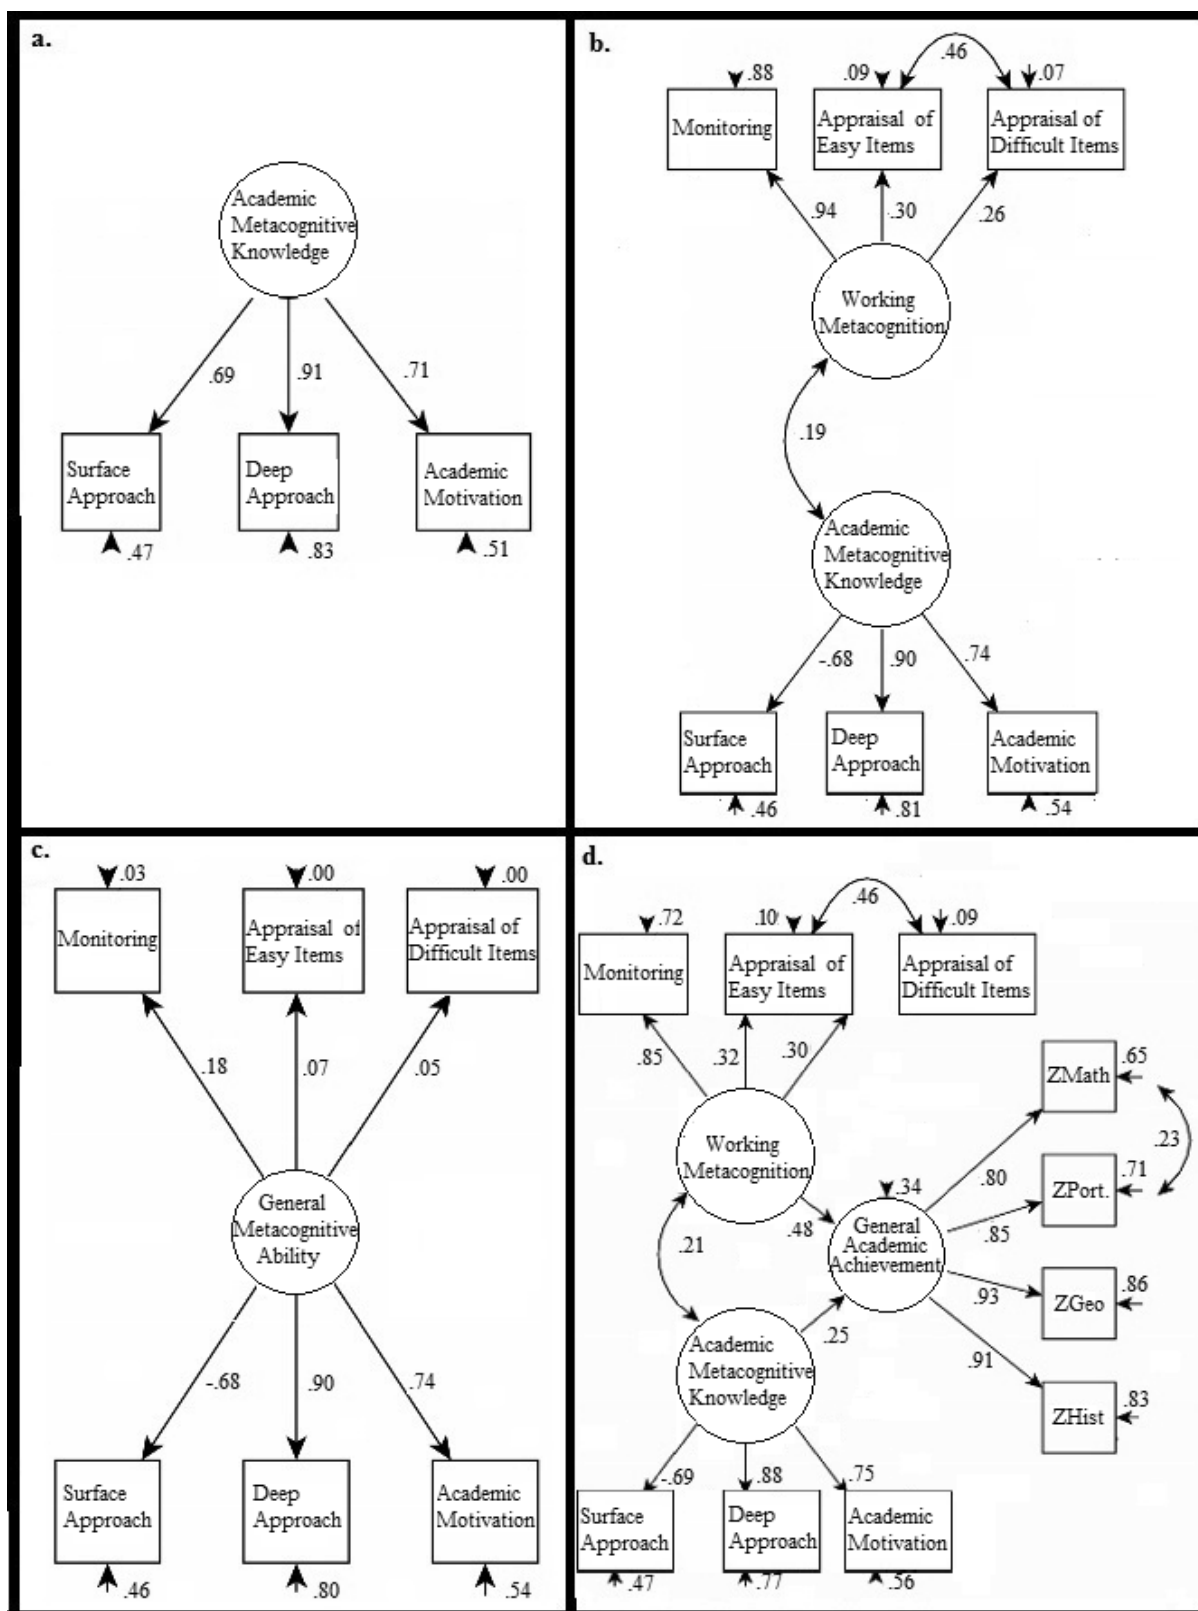 a.
Academic
Metacognitive
Knowledge
.69
.91
.71
Surface
Approach
Deep
Approach
Academic
Motivation
.47
.83
.51
b.
.46
.88
.09
.07
Monitoring
Appraisal of
Easy Items
Appraisal of
Difficult Items
.94
.30
.26
Working
Metacognition
.19
Academic
Metacognitive
Knowledge
-.68
.90
.74
Surface
Approach
Deep
Approach
Academic
Motivation
.46
.81
.54
c.
.03
.00
.00
Monitoring
Appraisal of
Easy Items
Appraisal of
Difficult Items
.18
.07
.05
General
Metacognitive
Ability
-.68
.90
.74
Surface
Approach
Deep
Approach
Academic
Motivation
.46
.80
.54
d.
.46
.72
.10
.09
Monitoring
Appraisal of
Easy Items
Appraisal of
Difficult Items
.85
.32
.30
Working
Metacognition
.48
.21
.34
General
Academic
Achievement
.25
.80
.85
.93
.91
ZMath
.65
.23
ZPort.
.71
ZGeo
.86
ZHist
.83
Academic
Metacognitive
Knowledge
-.69
.88
.75
Surface
Approach
Deep
Approach
Academic
Motivation
.47
.77
.56